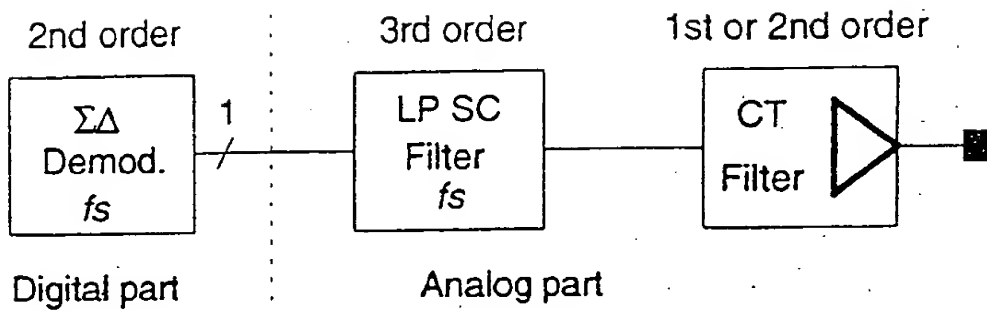 2nd order
3rd order
1st or 2nd order
ΣΔ
Demod.
fs
1
LP SC
Filter
fs
CT
Filter
Digital part
Analog part